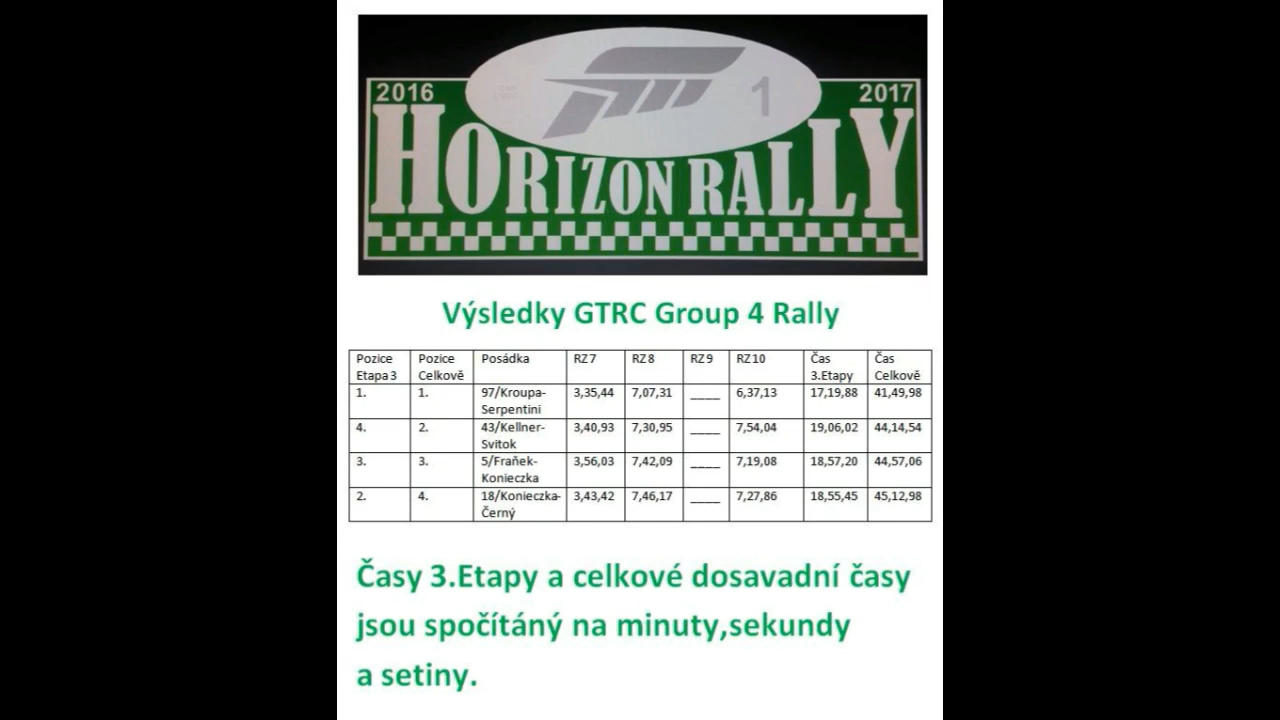 2016
1
2017
HORIZON RALLY
Výsledky GTRC Group 4 Rally
Pozice Etapa 3 Pozice Celkově Posádka RZ 7 RZ 8 RZ 9 RZ 10 Čas 3.Etapy Čas Celkově
1. 1. 97/Kroupa-Serpentini 3,35,44 7,07,31 ____ 6,37,13 17,19,88 41,49,98
4. 2. 43/Kellner-Svitok 3,40,93 7,30,95 ____ 7,54,04 19,06,02 44,14,54
3. 3. 5/Fraňek-Konieczka 3,56,03 7,42,09 ____ 7,19,08 18,57,20 44,57,06
2. 4. 18/Konieczka-Černý 3,43,42 7,46,17 ____ 7,27,86 18,55,45 45,12,98
Časy 3.Etapy a celkové dosavadní časy
jsou spočítáný na minuty,sekundy
a setiny.